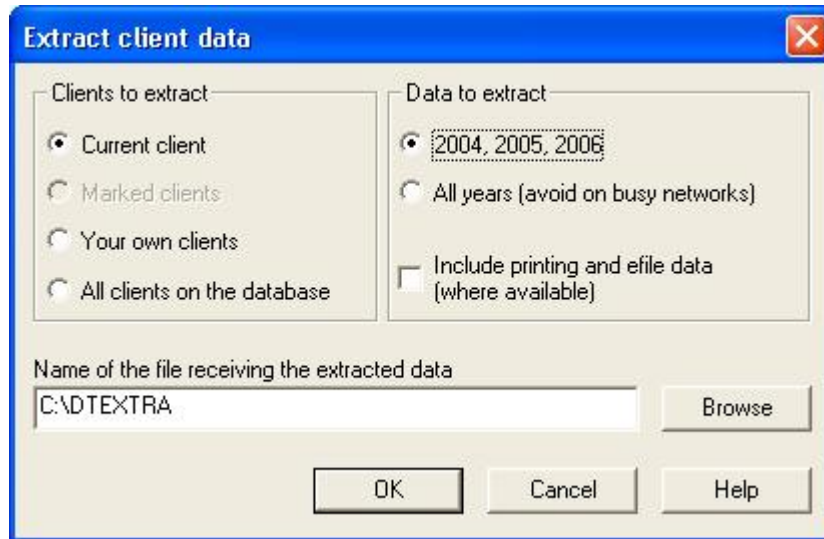 Extract client data
Clients to extract
Current client
Marked clients
Your own clients
All clients on the database
Data to extract
2004, 2005, 2006
All years (avoid on busy networks)
Include printing and efile data
(where available)
Name of the file receiving the extracted data
C:\DTEXTRA
Browse
OK
Cancel
Help